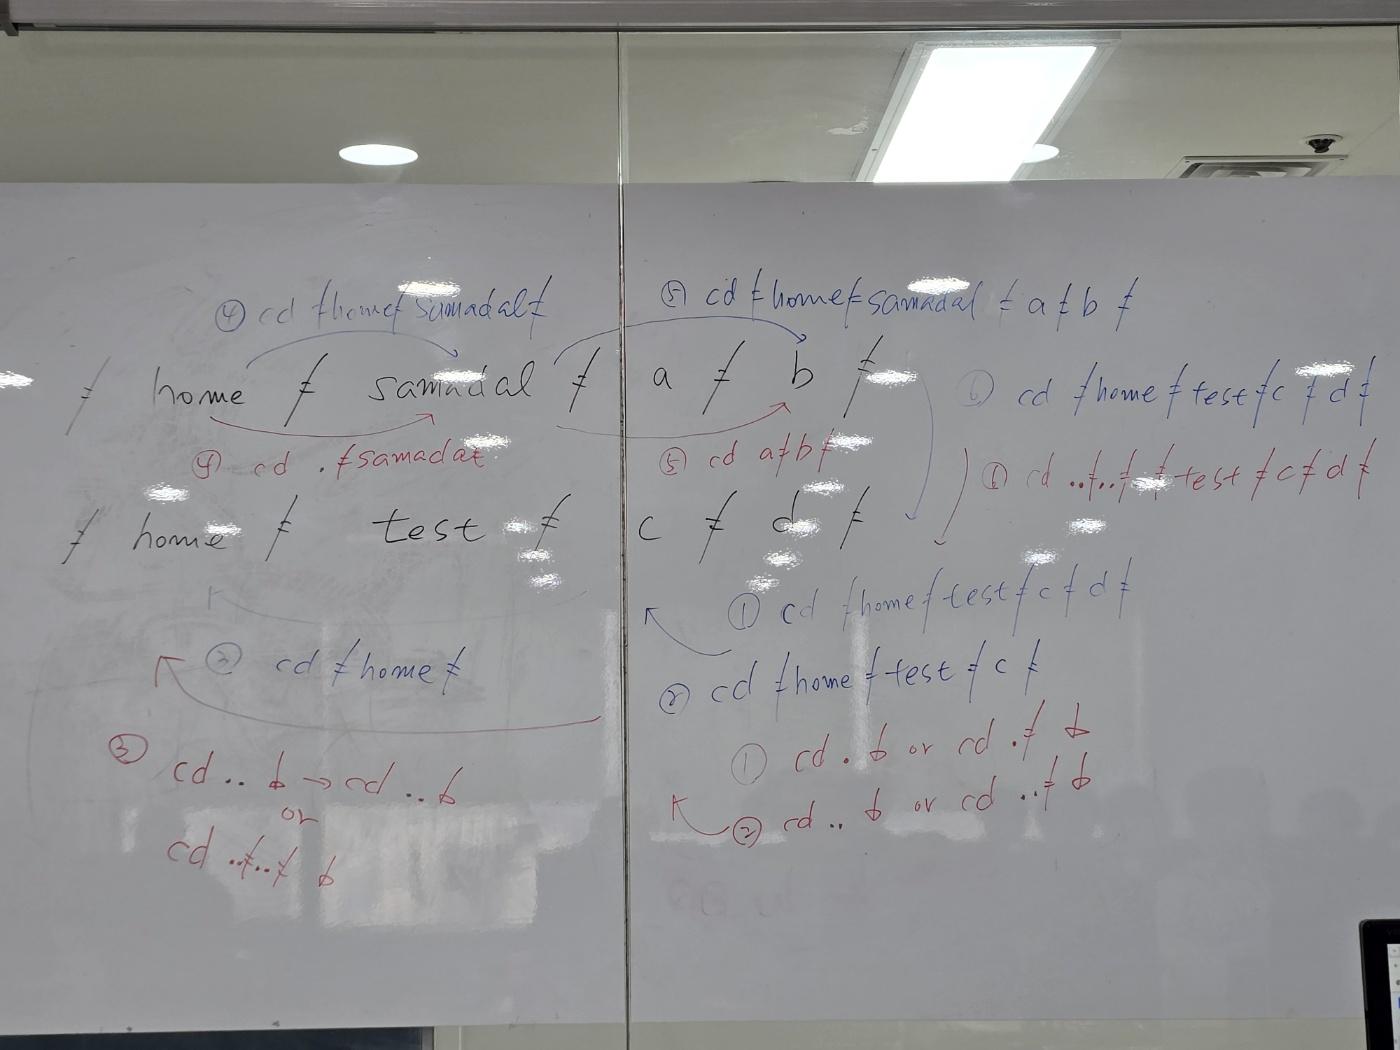 ④ cd /home/samadal/
⑤ cd /home/samadal/a/b/
/ home / samadal / a / b /
⑥ cd /home/test/c/d/
④ cd ./samadal
⑤ cd a/b/
⑥ cd ../../ /test/c/d/
/ home / test / c / d /
① cd /home/test/c/d/
③ cd /home/
② cd /home/test/c/
① cd . b or cd ./ b
③ cd .. b → cd .. b
or
② cd .. b or cd ../ b
cd ../../ b